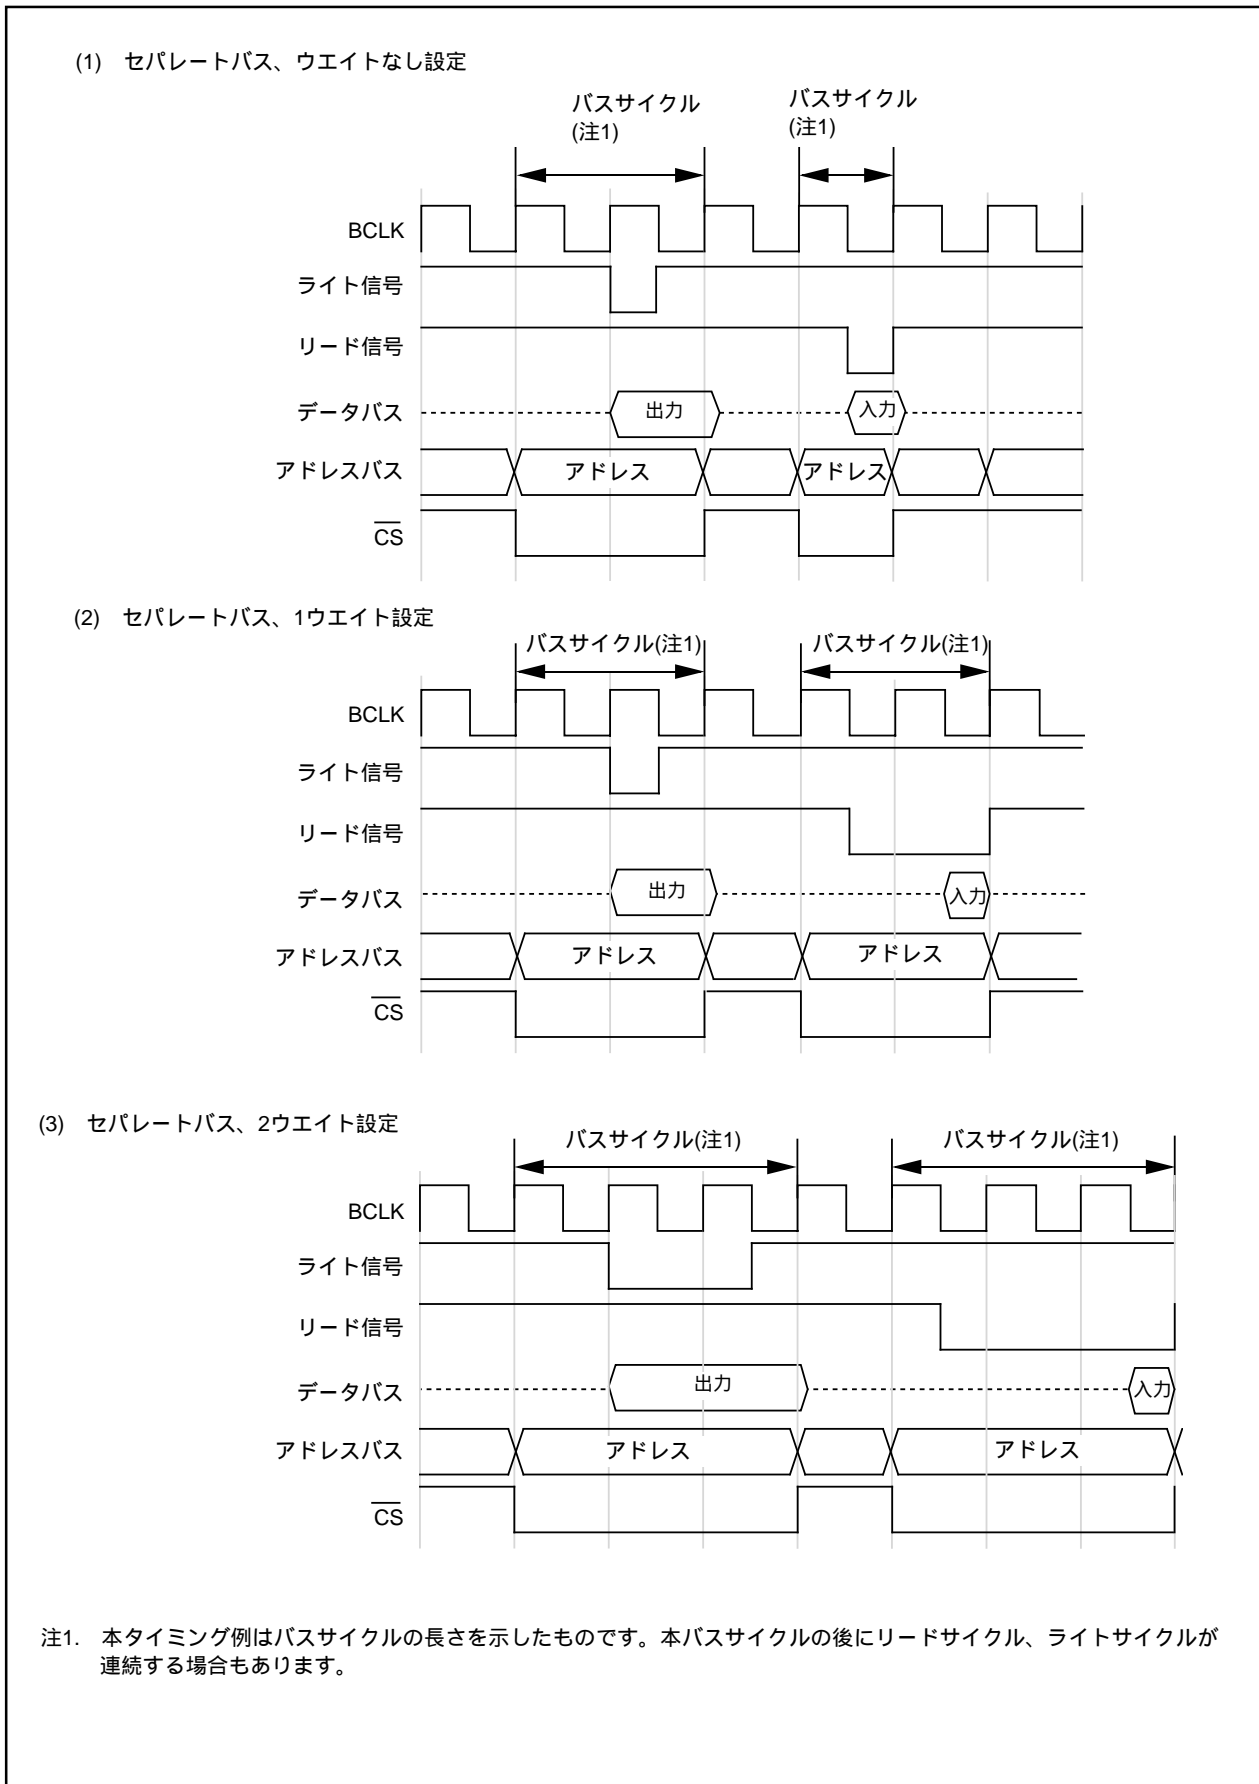 (1) セパレートバス、ウエイトなし設定
バスサイクル
(注1)
バスサイクル
(注1)
BCLK
ライト信号
リード信号
データバス
出力
入力
アドレスバス
アドレス
アドレス
CS
(2) セパレートバス、1ウエイト設定
バスサイクル(注1)
バスサイクル(注1)
BCLK
ライト信号
リード信号
データバス
出力
入力
アドレスバス
アドレス
アドレス
CS
(3) セパレートバス、2ウエイト設定
バスサイクル(注1)
バスサイクル(注1)
BCLK
ライト信号
リード信号
データバス
出力
入力
アドレスバス
アドレス
アドレス
CS
注1. 本タイミング例はバスサイクルの長さを示したものです。本バスサイクルの後にリードサイクル、ライトサイクルが
連続する場合もあります。